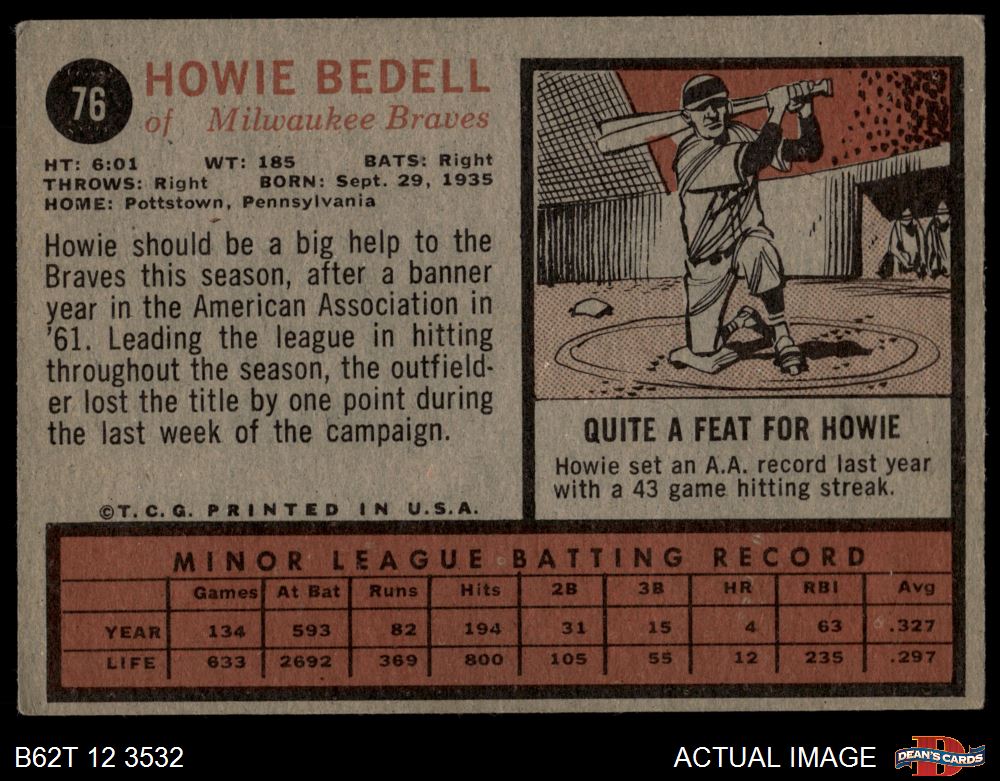 76
HOWIE BEDELL
of Milwaukee Braves
HT: 6:01 WT: 185 BATS: Right
THROWS: Right BORN: Sept. 29, 1935
HOME: Pottstown, Pennsylvania
Howie should be a big help to the
Braves this season, after a banner
year in the American Association in
'61. Leading the league in hitting
throughout the season, the outfield-
er lost the title by one point during
the last week of the campaign.
©T.C.G. PRINTED IN U.S.A.
QUITE A FEAT FOR HOWIE
Howie set an A.A. record last year
with a 43 game hitting streak.
MINOR LEAGUE BATTING RECORD
Games At Bat Runs Hits 2B 3B HR RBI Avg
YEAR 134 593 82 194 31 15 4 63 .327
LIFE 633 2692 369 800 105 55 12 235 .297
B62T 12 3532 ACTUAL IMAGE D DEAN'S CARDS